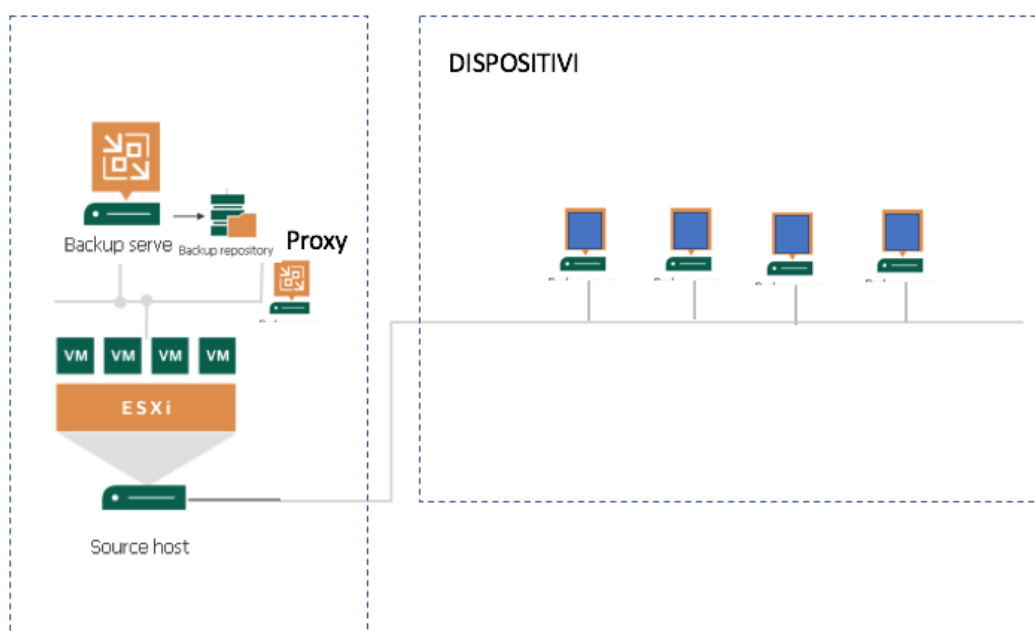 DISPOSITIVI
Backup serve
Backup repository
Proxy
VM VM VM VM
ESXi
Source host